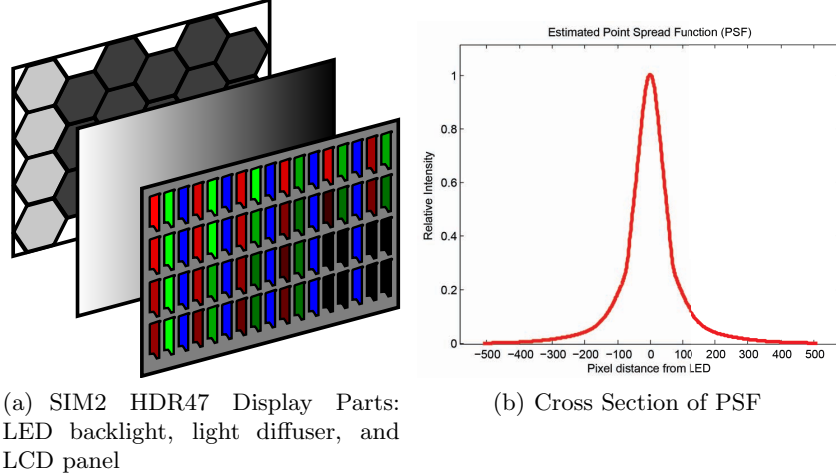 Estimated Point Spread Function (PSF)
Relative Intensity
1
0.8
0.6
0.4
0.2
0
−500 −400 −300 −200 −100 0 100 200 300 400 500
Pixel distance from LED
(a) SIM2 HDR47 Display Parts:
LED backlight, light diffuser, and
LCD panel
(b) Cross Section of PSF